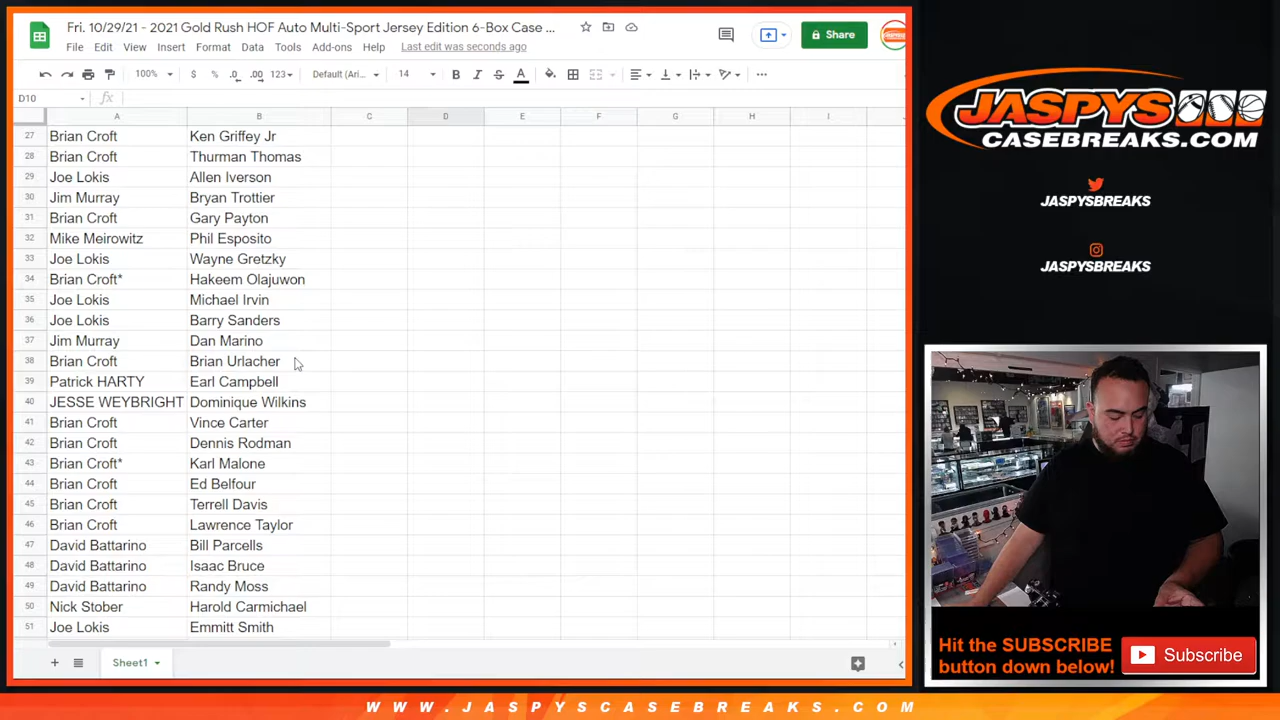 Fri. 10/29/21 - 2021 Gold Rush HOF Auto Multi-Sport Jersey Edition 6-Box Case ...
File Edit View Insert Format Data Tools Add-ons Help Last edit was seconds ago
Share
100% $ % .0 .00 123 Default (Ari... 14 B I S A
D10 fx
A B C D E F G H I
27 Brian Croft Ken Griffey Jr
28 Brian Croft Thurman Thomas
29 Joe Lokis Allen Iverson
30 Jim Murray Bryan Trottier
31 Brian Croft Gary Payton
32 Mike Meirowitz Phil Esposito
33 Joe Lokis Wayne Gretzky
34 Brian Croft* Hakeem Olajuwon
35 Joe Lokis Michael Irvin
36 Joe Lokis Barry Sanders
37 Jim Murray Dan Marino
38 Brian Croft Brian Urlacher
39 Patrick HARTY Earl Campbell
40 JESSE WEYBRIGHT Dominique Wilkins
41 Brian Croft Vince Carter
42 Brian Croft Dennis Rodman
43 Brian Croft* Karl Malone
44 Brian Croft Ed Belfour
45 Brian Croft Terrell Davis
46 Brian Croft Lawrence Taylor
47 David Battarino Bill Parcells
48 David Battarino Isaac Bruce
49 David Battarino Randy Moss
50 Nick Stober Harold Carmichael
51 Joe Lokis Emmitt Smith
Sheet1
JASPYS
CASEBREAKS.COM
JASPYSBREAKS
JASPYSBREAKS
Hit the SUBSCRIBE
button down below!
Subscribe
WWW.JASPYSCASEBREAKS.COM